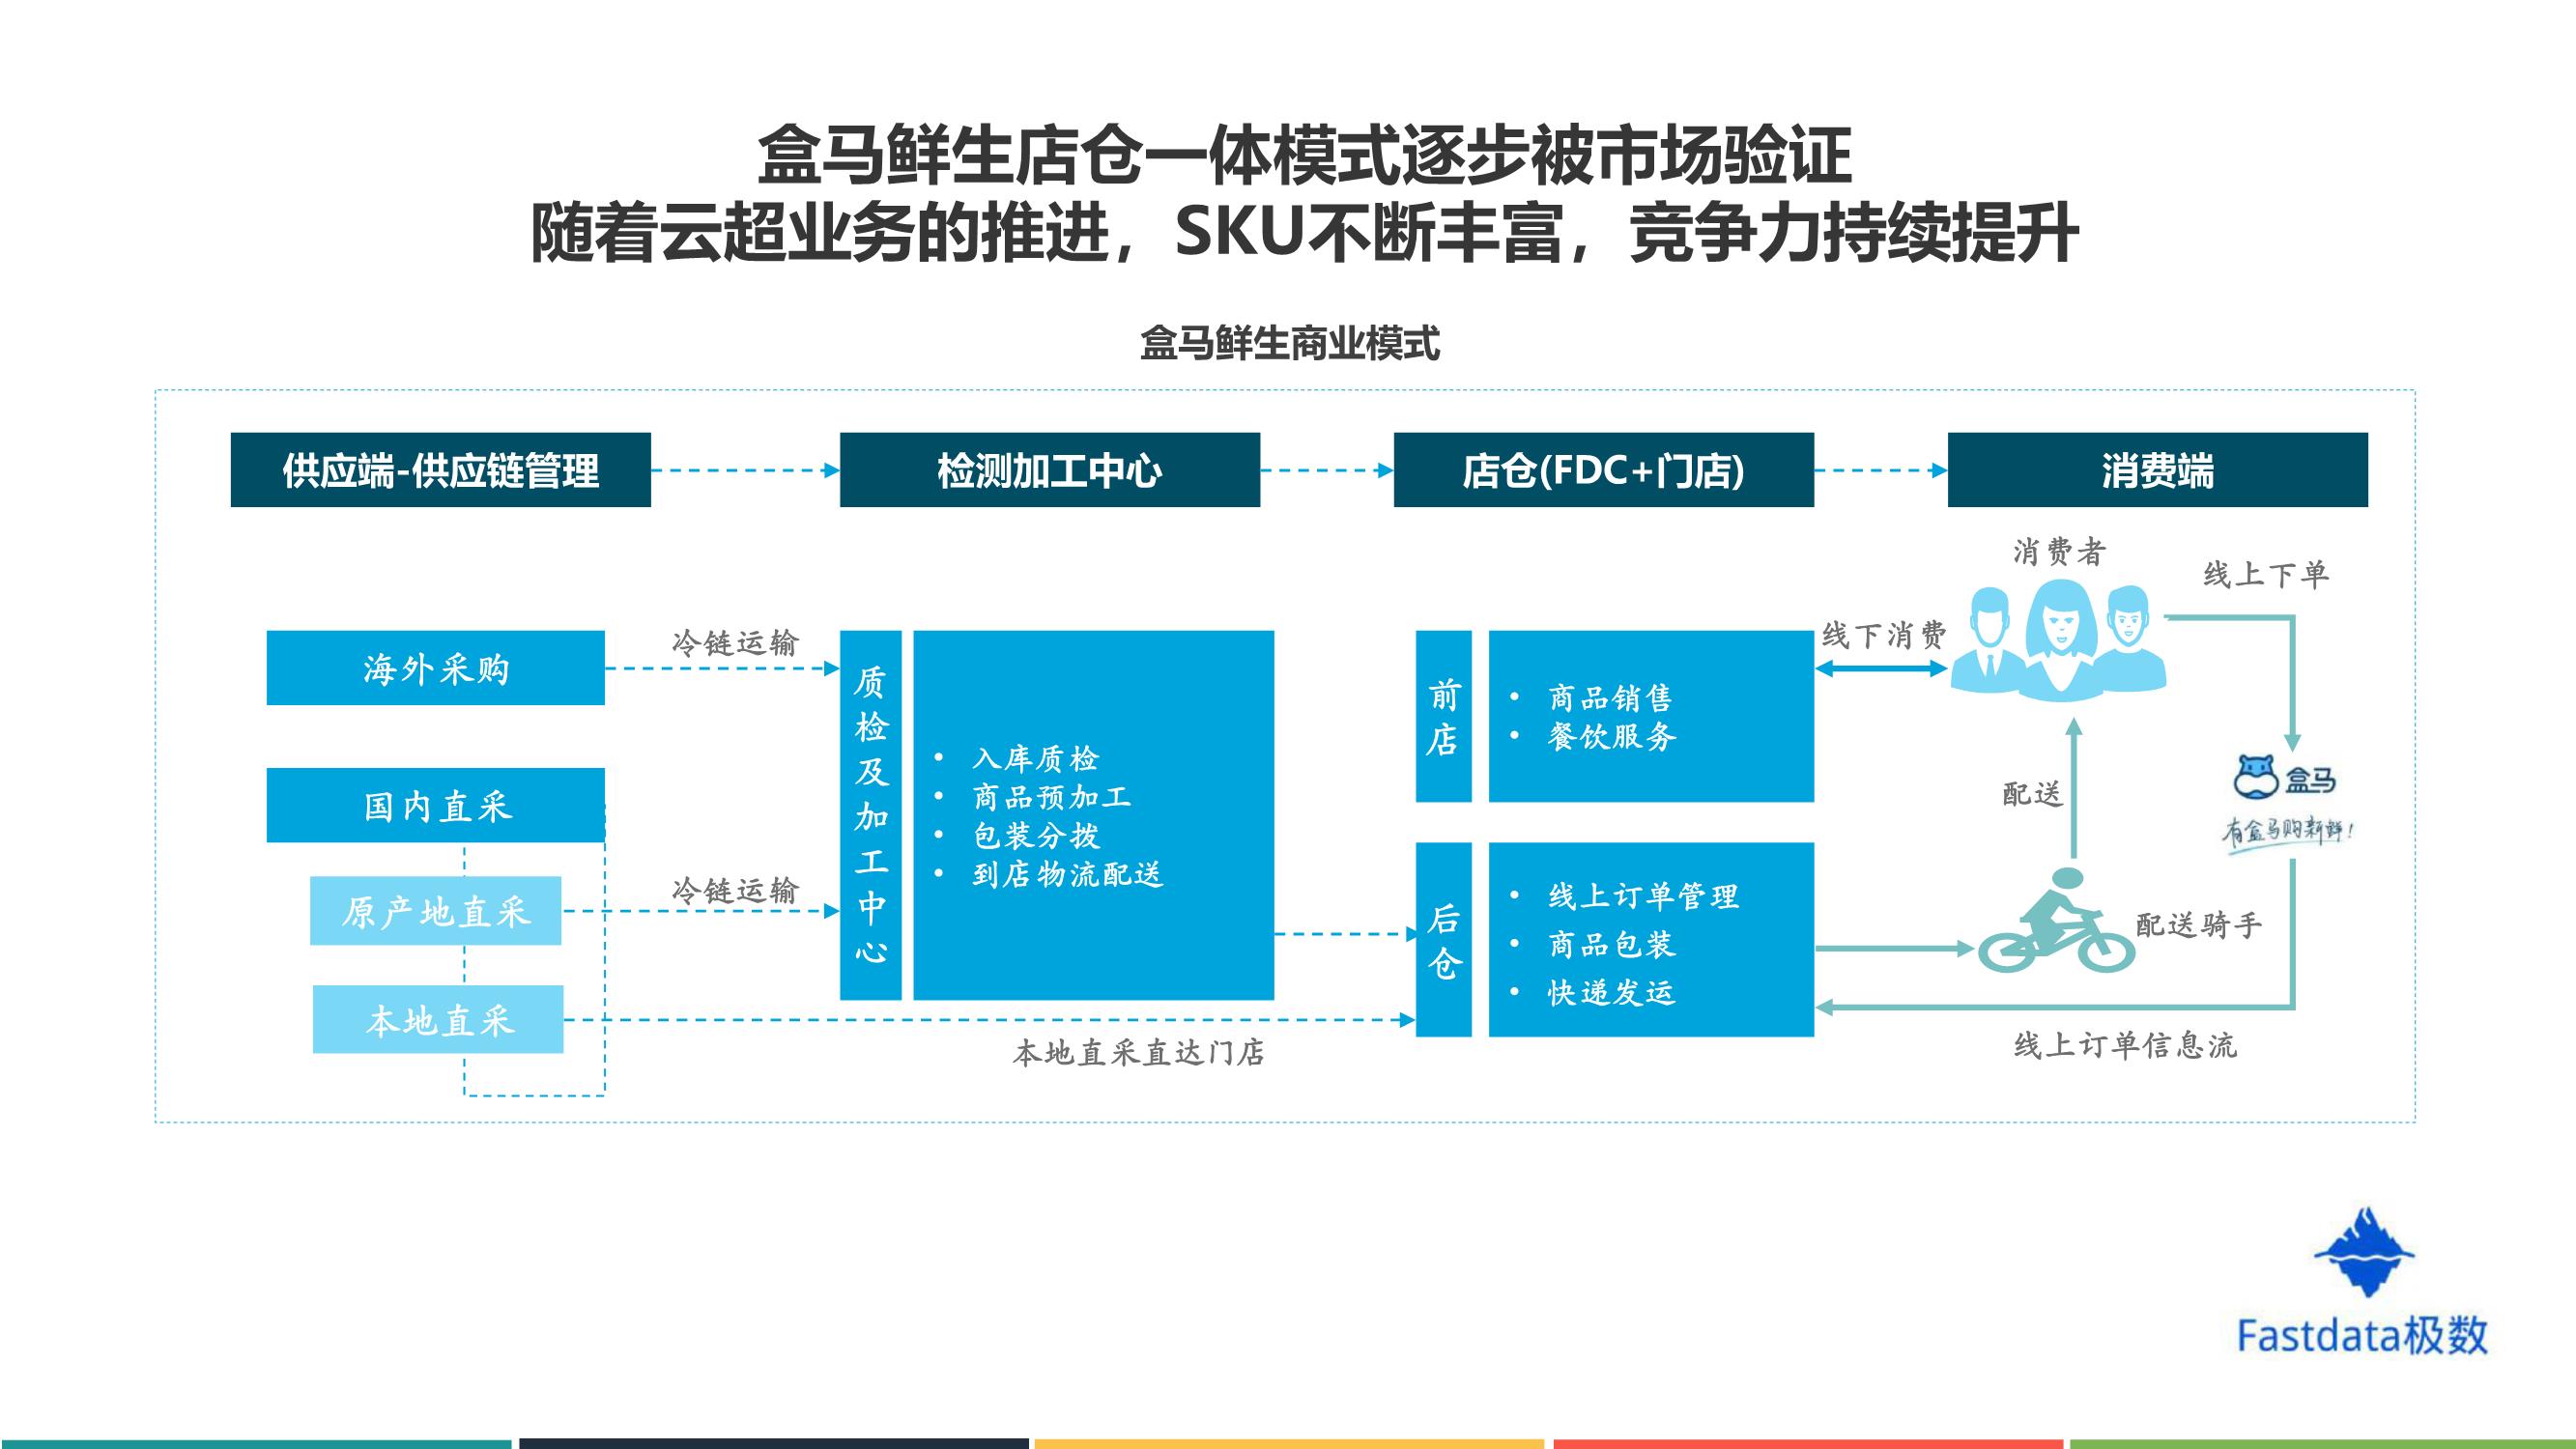 盒马鲜生店仓一体模式逐步被市场验证
随着云超业务的推进，SKU不断丰富，竞争力持续提升
盒马鲜生商业模式
供应端-供应链管理
检测加工中心
店仓(FDC+门店)
消费端
海外采购
国内直采
原产地直采
本地直采
冷链运输
冷链运输
本地直采直达门店
质检及加工中心
• 入库质检
• 商品预加工
• 包装分拨
• 到店物流配送
前店
• 商品销售
• 餐饮服务
后仓
• 线上订单管理
• 商品包装
• 快递发运
线下消费
消费者
线上下单
盒马
有盒马购新鲜！
配送
配送骑手
线上订单信息流
Fastdata极数